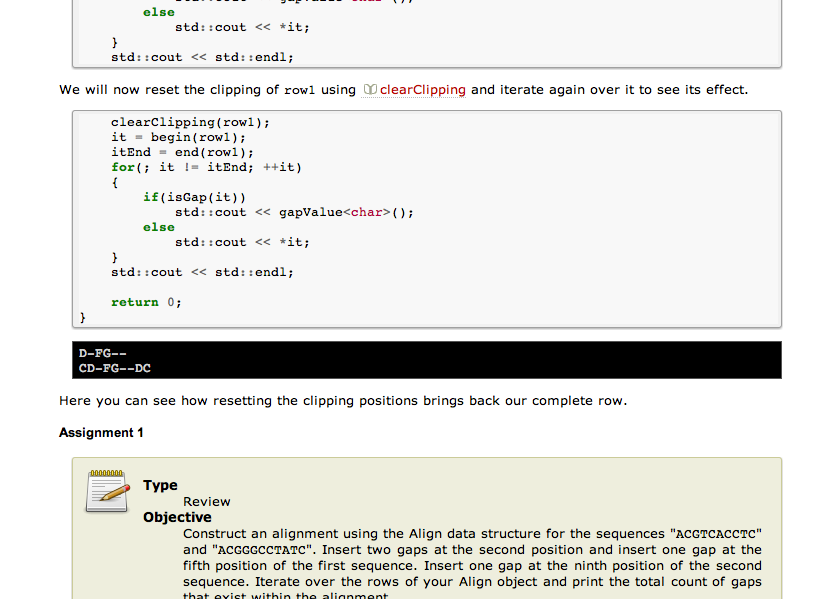 else
std::cout << *it;
}
std::cout << std::endl;
We will now reset the clipping of row1 using clearClipping and iterate again over it to see its effect.
clearClipping(row1);
it = begin(row1);
itEnd = end(row1);
for(; it != itEnd; ++it)
{
if(isGap(it))
std::cout << gapValue<char>();
else
std::cout << *it;
}
std::cout << std::endl;
return 0;
}
D-FG--
CD-FG--DC
Here you can see how resetting the clipping positions brings back our complete row.
Assignment 1
Type
Review
Objective
Construct an alignment using the Align data structure for the sequences "ACGTCACCTC"
and "ACGGGCCTATC". Insert two gaps at the second position and insert one gap at the
fifth position of the first sequence. Insert one gap at the ninth position of the second
sequence. Iterate over the rows of your Align object and print the total count of gaps
that exist within the alignment.